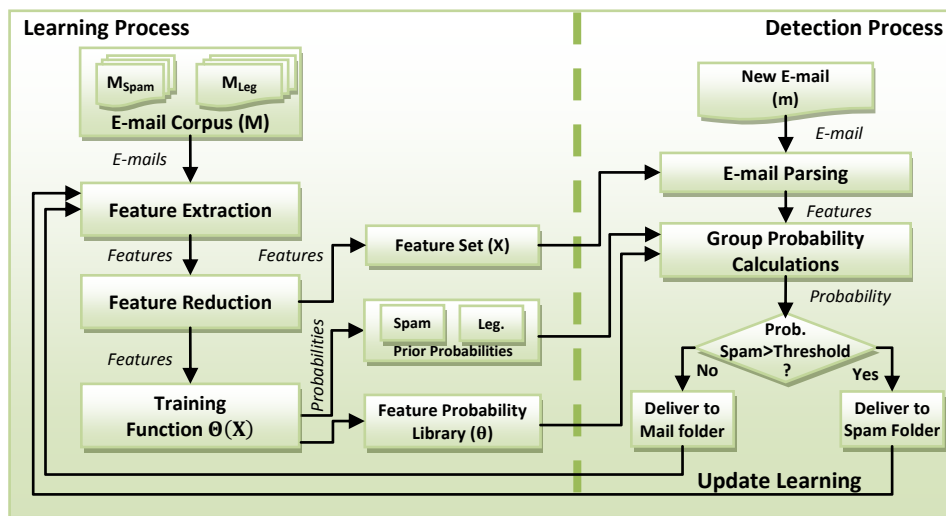 Learning Process
M_Spam
M_Leg
E-mail Corpus (M)
E-mails
Feature Extraction
Features
Features
Feature Reduction
Features
Probabilities
Training
Function Θ(X)
Feature Set (X)
Spam
Leg.
Prior Probabilities
Feature Probability
Library (θ)
Detection Process
New E-mail
(m)
E-mail
E-mail Parsing
Features
Group Probability
Calculations
Probability
Prob.
Spam>Threshold
?
No
Yes
Deliver to
Mail folder
Deliver to
Spam Folder
Update Learning